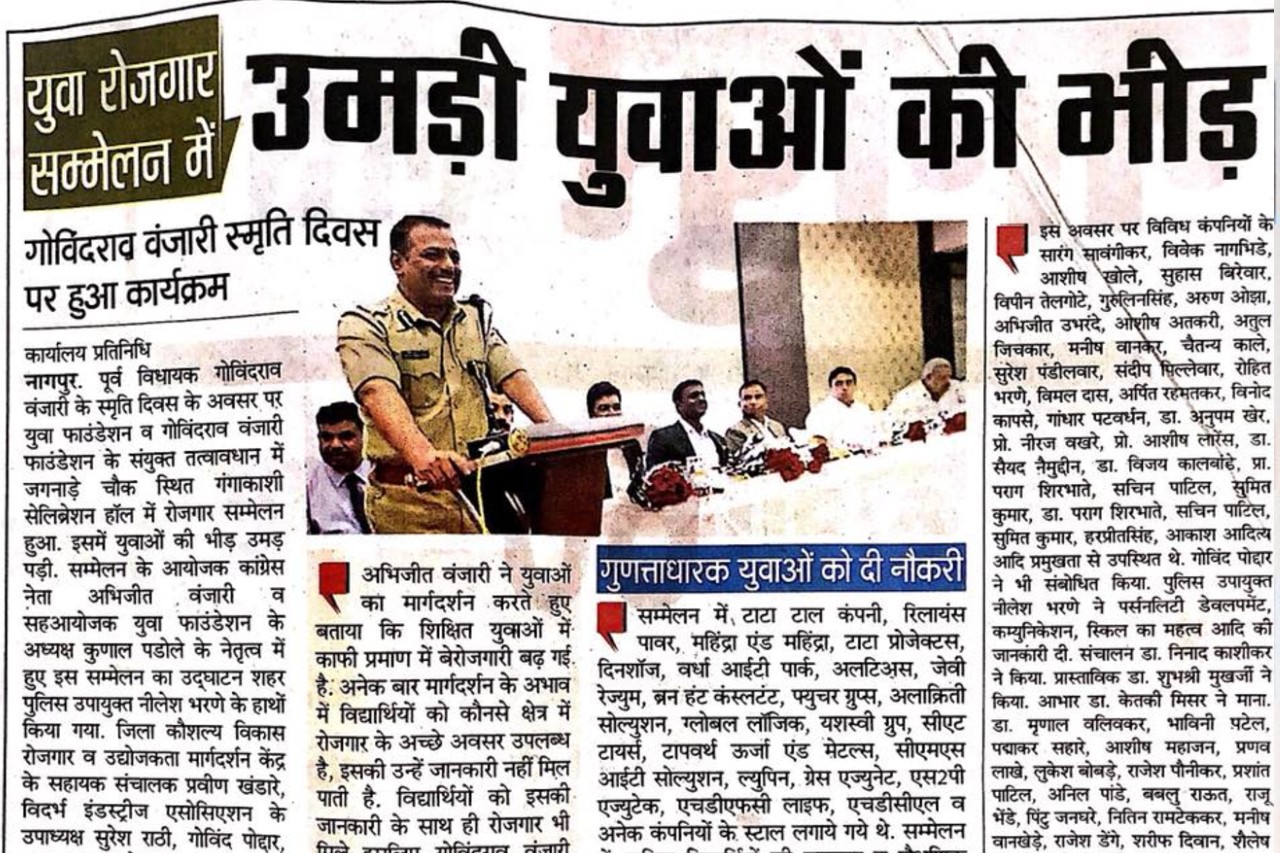 युवा रोजगार
सम्मेलन में
उमड़ी युवाओं की भीड़
गोविंदराव वंजारी स्मृति दिवस
पर हुआ कार्यक्रम
कार्यालय प्रतिनिधि
नागपुर. पूर्व विधायक गोविंदराव
वंजारी के स्मृति दिवस के अवसर पर
युवा फाउंडेशन व गोविंदराव वंजारी
फाउंडेशन के संयुक्त तत्वावधान में
जगनाडे चौक स्थित गंगाकाशी
सेलिब्रेशन हॉल में रोजगार सम्मेलन
हुआ. इसमें युवाओं की भीड़ उमड़
पड़ी. सम्मेलन के आयोजक कांग्रेस
नेता अभिजीत वंजारी व
सहआयोजक युवा फाउंडेशन के
अध्यक्ष कुणाल पडोले के नेतृत्व में
हुए इस सम्मेलन का उद्घाटन शहर
पुलिस उपायुक्त नीलेश भरणे के हाथों
किया गया. जिला कौशल्य विकास
रोजगार व उद्योजकता मार्गदर्शन केंद्र
के सहायक संचालक प्रवीण खंडारे,
विदर्भ इंडस्ट्रीज एसोसिएशन के
उपाध्यक्ष सुरेश राठी, गोविंद पोद्दार,
अभिजीत वंजारी ने युवाओं
का मार्गदर्शन करते हुए
बताया कि शिक्षित युवाओं में
काफी प्रमाण में बेरोजगारी बढ़ गई
है. अनेक बार मार्गदर्शन के अभाव
में विद्यार्थियों को कौनसे क्षेत्र में
रोजगार के अच्छे अवसर उपलब्ध
है, इसकी उन्हें जानकारी नहीं मिल
पाती है. विद्यार्थियों को इसकी
जानकारी के साथ ही रोजगार भी
मिले इसलिए गोविंदराव वंजारी
गुणत्ताधारक युवाओं को दी नौकरी
सम्मेलन में टाटा टाल कंपनी, रिलायंस
पावर, महिंद्रा एंड महिंद्रा, टाटा प्रोजेक्टस,
दिनशॉज, वर्धा आईटी पार्क, अलटिअस, जेवी
रेज्युम, ब्रन हंट कंस्लटंट, फ्युचर ग्रुप्स, अलाक्रिती
सोल्युशन, ग्लोबल लॉजिक, यशस्वी ग्रुप, सीएट
टायर्स, टापवर्थ ऊर्जा एंड मेटल्स, सीएमएस
आईटी सोल्युशन, ल्युपिन, ग्रेस एज्युनेट, एस2पी
एज्युटेक, एचडीएफसी लाइफ, एचडीसीएल व
अनेक कंपनियों के स्टाल लगाये गये थे. सम्मेलन
इस अवसर पर विविध कंपनियों के
सारंग सावंगीकर, विवेक नागभिडे,
आशीष खोले, सुहास बिरेवार,
विपीन तेलगोटे, गुरुलिनसिंह, अरुण ओझा,
अभिजीत उभरंदे, आशीष अतकरी, अतुल
जिचकार, मनीष वानकर, चैतन्य काले,
सुरेश पंडीलवार, संदीप पिल्लेवार, रोहित
भरणे, विमल दास, अर्पित रहमतकर, विनोद
कापसे, गांधार पटवर्धन, डा. अनुपम खेर,
प्रो. नीरज वखरे, प्रो. आशीष लोरेंस, डा.
सैयद नैमुद्दीन, डा. विजय कालबांडे, प्रा.
पराग शिरभाते, सचिन पाटिल, सुमित
कुमार, डा. पराग शिरभाते, सचिन पाटिल,
सुमित कुमार, हरप्रीतसिंह, आकाश आदित्य
आदि प्रमुखता से उपस्थित थे. गोविंद पोद्दार
ने भी संबोधित किया. पुलिस उपायुक्त
नीलेश भरणे ने पर्सनलिटी डेवलपमेंट,
कम्युनिकेशन, स्किल का महत्व आदि की
जानकारी दी. संचालन डा. निनाद काशीकर
ने किया. प्रास्ताविक डा. शुभश्री मुखर्जी ने
किया. आभार डा. केतकी मिसर ने माना.
डा. मृणाल वलिवकर, भाविनी पटेल,
पद्माकर सहारे, आशीष महाजन, प्रणव
लाखे, लुकेश बोबड़े, राजेश पौनीकर, प्रशांत
पाटिल, अनिल पांडे, बबलु राऊत, राजू
भेंडे, पिंटु जनघरे, नितिन रामटेककर, मनीष
वानखेड़े, राजेश डेंगे, शरीफ दिवान, शैलेष